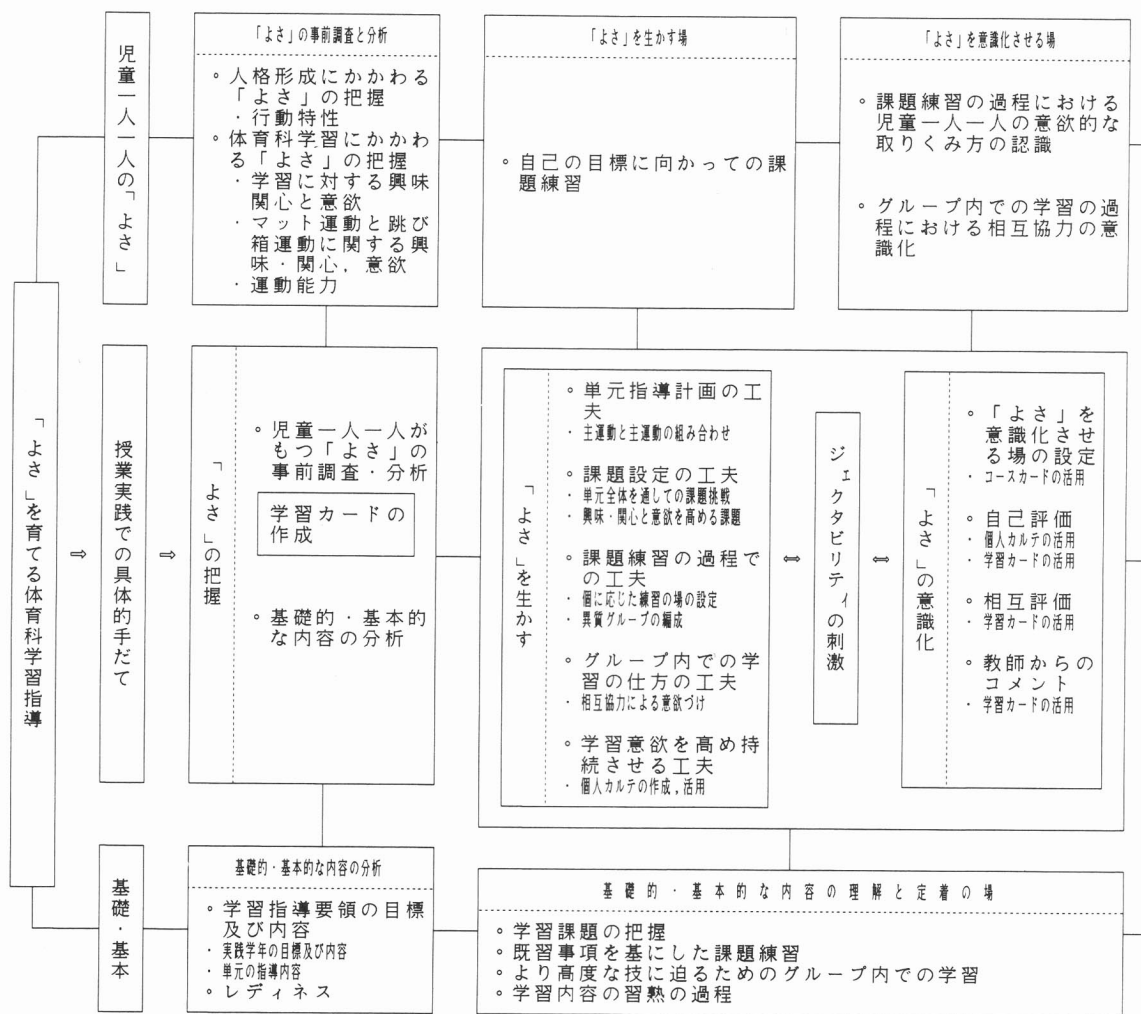 児童一人一人の「よさ」
「よさ」の事前調査と分析
。人格形成にかかわる
「よさ」の把握
・行動特性
。体育科学習にかかわ
る「よさ」の把握
・学習に対する興味
関心と意欲
・マット運動と跳び
箱運動に関する興
味・関心，意欲
・運動能力
「よさ」を生かす場
。自己の目標に向かっての課
題練習
「よさ」を意識化させる場
。課題練習の過程における
児童一人一人の意欲的な
取りくみ方の認識
。グループ内での学習の過
程における相互協力の意
識化
「よさ」を育てる体育科学習指導
⇒
授業実践での具体的手だて
⇒
「よさ」の把握
。児童一人一人が
もつ「よさ」の
事前調査・分析
学習カードの
作成
。基礎的・基本的
な内容の分析
「よさ」を生かす
。単元指導計画の工
夫
・主運動と主運動の組み合わせ
。課題設定の工夫
・単元全体を通しての課題挑戦
・興味・関心と意欲を高める課題
。課題練習の過程で
の工夫
・個に応じた練習の場の設定
・異質グループの編成
。グループ内での学
習の仕方の工夫
・相互協力による意欲づけ
。学習意欲を高め持
続させる工夫
・個人カルテの作成，活用
⇔
ジェクタビリティの刺激
⇔
「よさ」の意識化
。「よさ」を
意識化させ
る場の設定
・コースカードの活用
。自己評価
・個人カルテの活用
・学習カードの活用
。相互評価
・学習カードの活用
。教師からの
コメント
・学習カードの活用
基礎・基本
基礎的・基本的な内容の分析
。学習指導要領の目標
及び内容
・実践学年の目標及び内容
・単元の指導内容
。レディネス
基礎的・基本的な内容の理解と定着の場
。学習課題の把握
。既習事項を基にした課題練習
。より高度な技に迫るためのグループ内での学習
。学習内容の習熟の過程